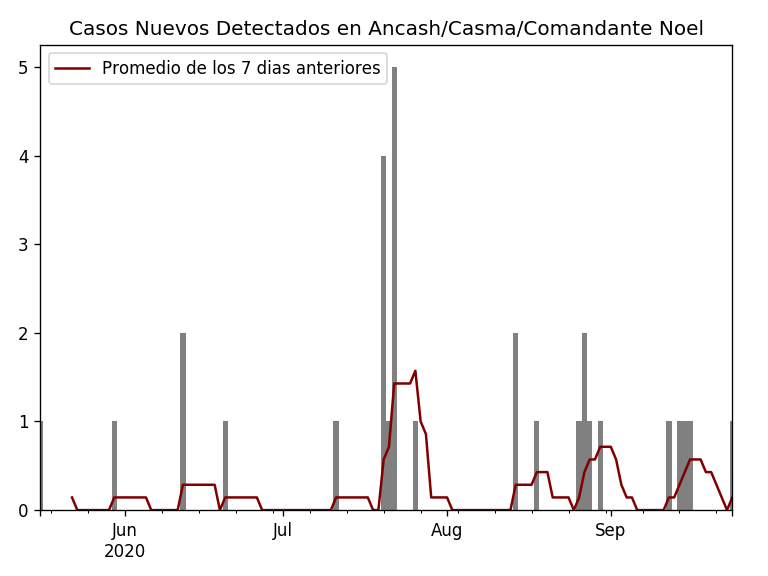 Casos Nuevos Detectados en Ancash/Casma/Comandante Noel
Promedio de los 7 dias anteriores
5
4
3
2
1
0
Jun
2020
Jul
Aug
Sep